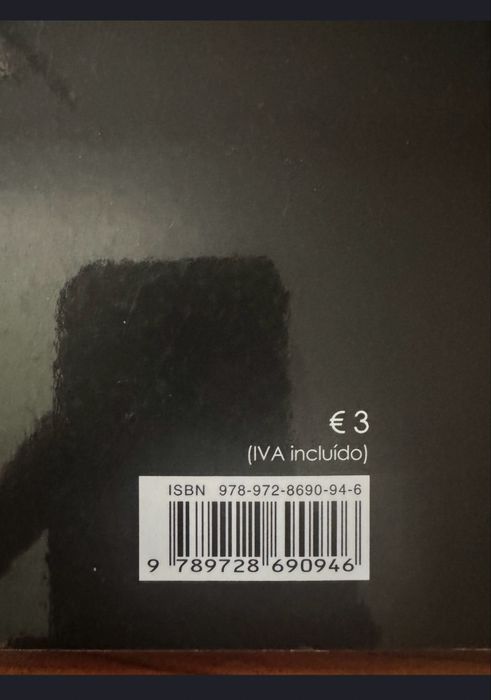 € 3
(IVA incluído)
ISBN 978-972-8690-94-6
9 789728 690946